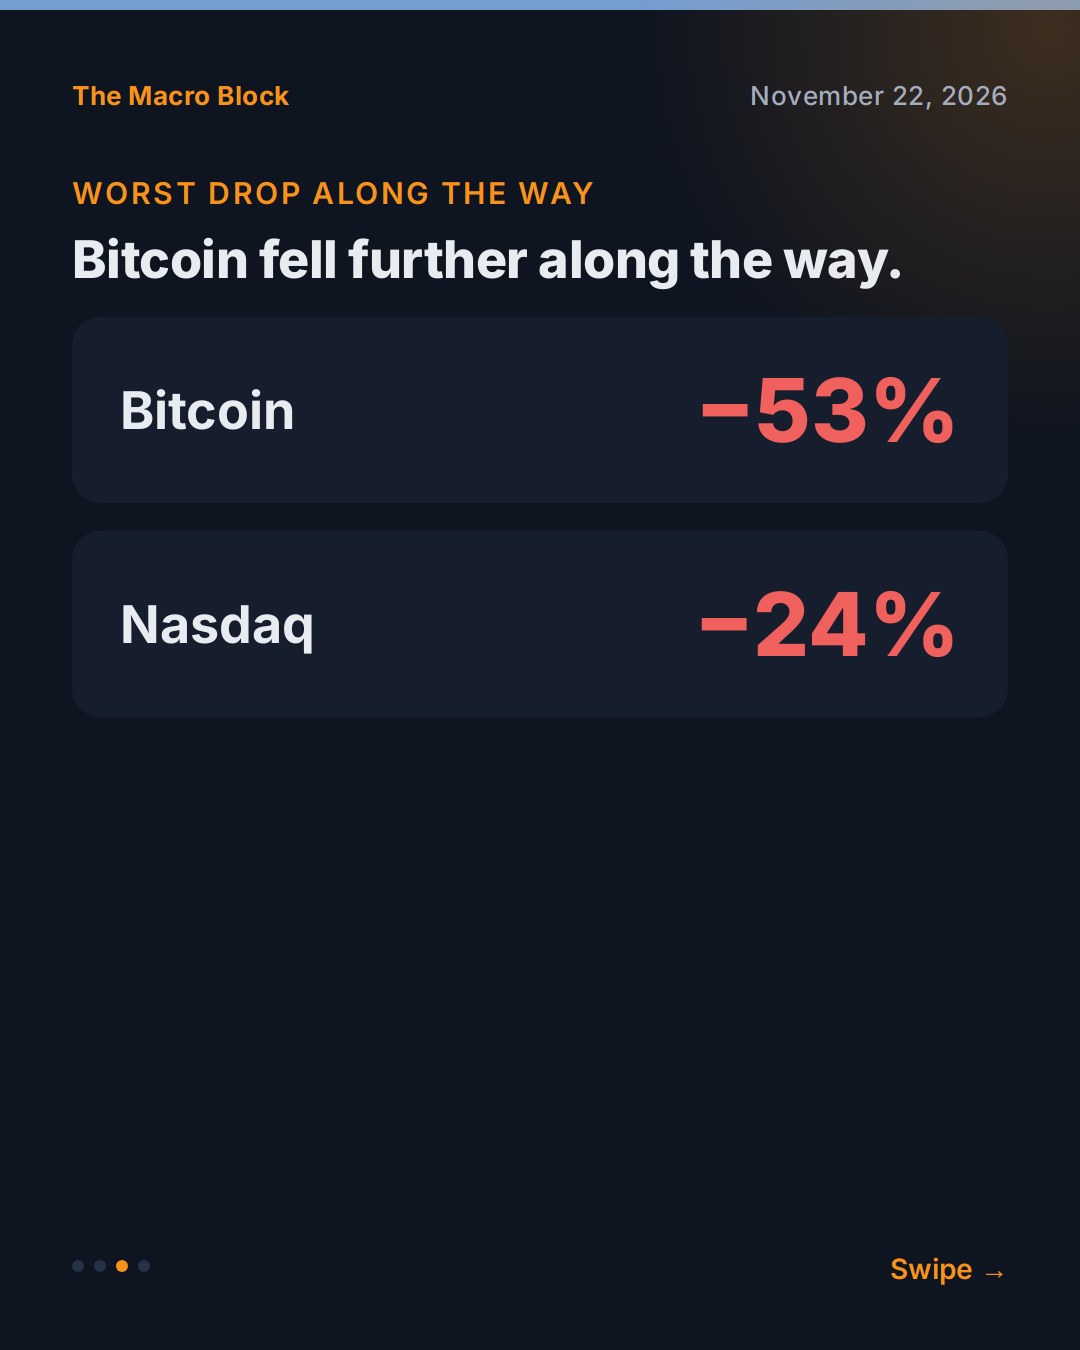 The Macro Block
November 22, 2026
WORST DROP ALONG THE WAY
Bitcoin fell further along the way.
Bitcoin
−53%
Nasdaq
−24%
Swipe →